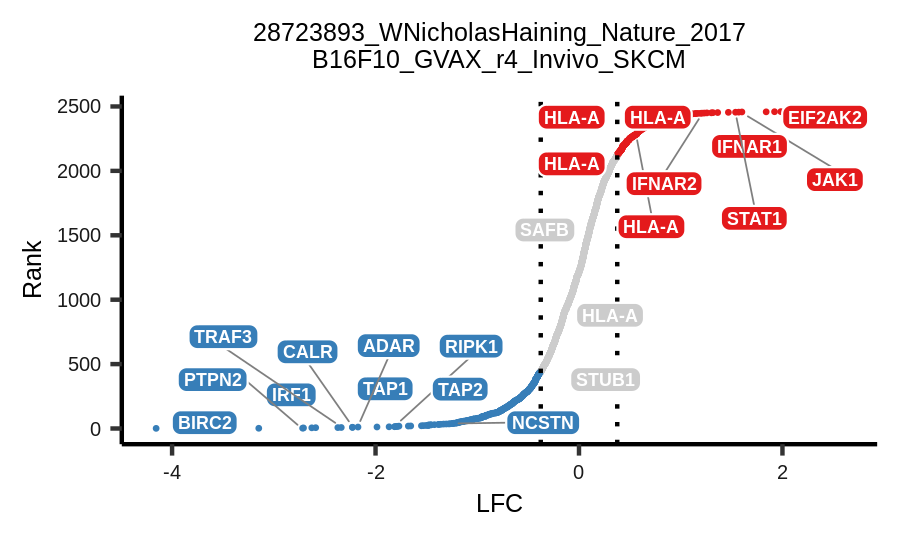 28723893_WNicholasHaining_Nature_2017
B16F10_GVAX_r4_Invivo_SKCM
Rank
2500
2000
1500
1000
500
0
HLA-A
HLA-A
EIF2AK2
IFNAR1
HLA-A
IFNAR2
JAK1
STAT1
HLA-A
SAFB
HLA-A
STUB1
TRAF3
CALR
ADAR
RIPK1
PTPN2
IRF1
TAP1
TAP2
BIRC2
NCSTN
-4
-2
0
2
LFC